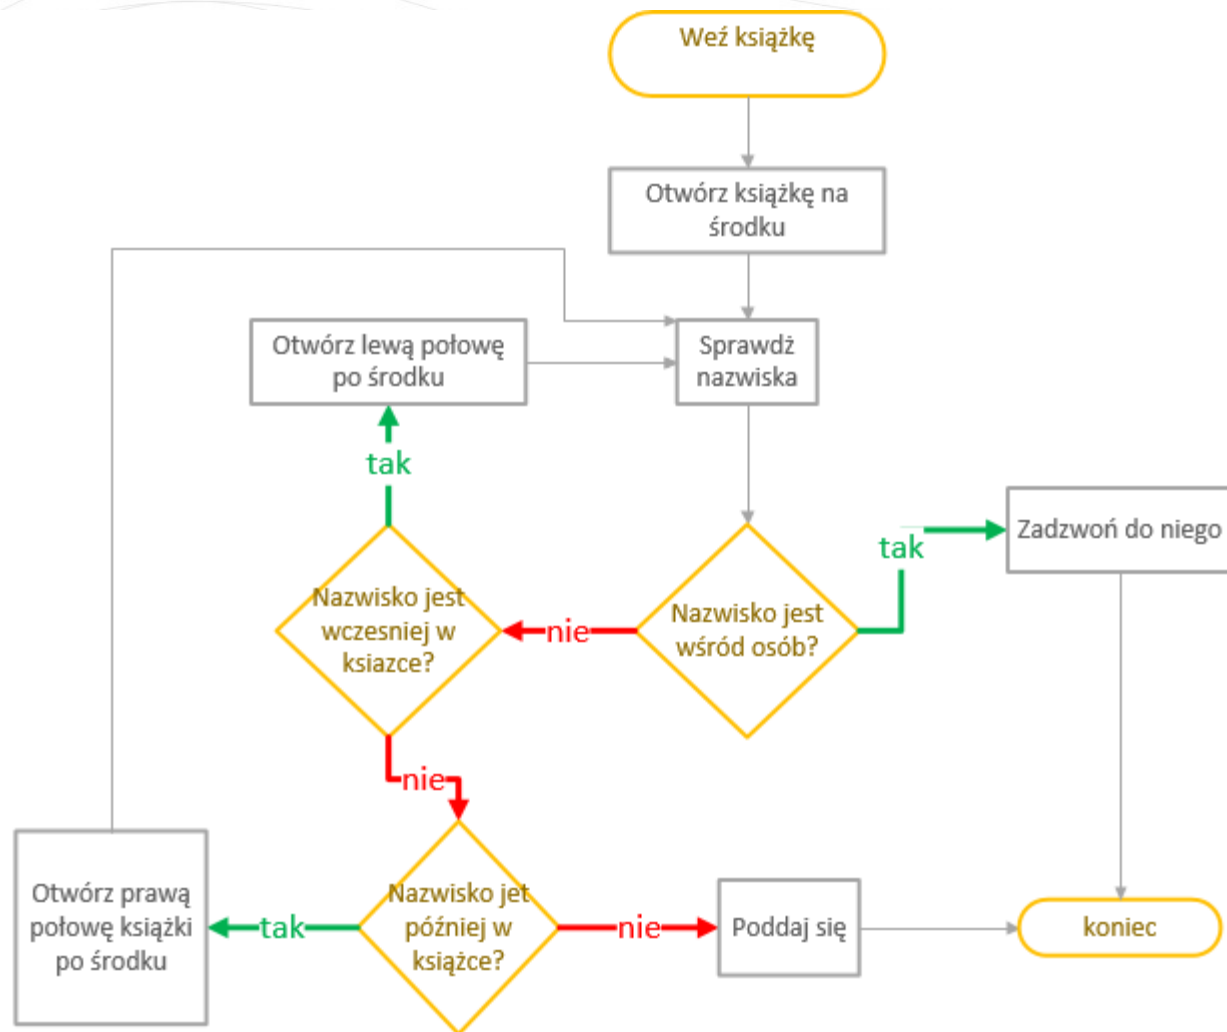 Weź książkę
Otwórz książkę na
środku
Otwórz lewą połowę
po środku
Sprawdż
nazwiska
tak
Zadzwoń do niego
tak
Nazwisko jest
wczesniej w
ksiazce?
nie
Nazwisko jest
wśród osób?
nie
Otwórz prawą
połowę książki
po środku
tak
Nazwisko jet
później w
książce?
nie
Poddaj się
koniec